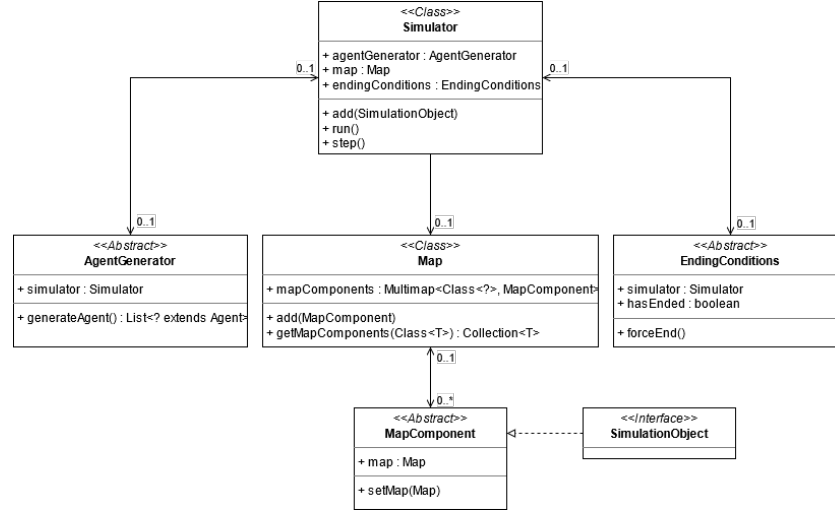 <<Class>>
Simulator
+ agentGenerator : AgentGenerator
+ map : Map
+ endingConditions : EndingConditions
+ add(SimulationObject)
+ run()
+ step()
0..1
0..1
0..1
0..1
0..1
<<Abstract>>
AgentGenerator
+ simulator : Simulator
+ generateAgent() : List<? extends Agent>
<<Class>>
Map
+ mapComponents : Multimap<Class<?>, MapComponent>
+ add(MapComponent)
+ getMapComponents(Class<T>) : Collection<T>
<<Abstract>>
EndingConditions
+ simulator : Simulator
+ hasEnded : boolean
+ forceEnd()
0..1
0..*
<<Abstract>>
MapComponent
+ map : Map
+ setMap(Map)
<<Interface>>
SimulationObject